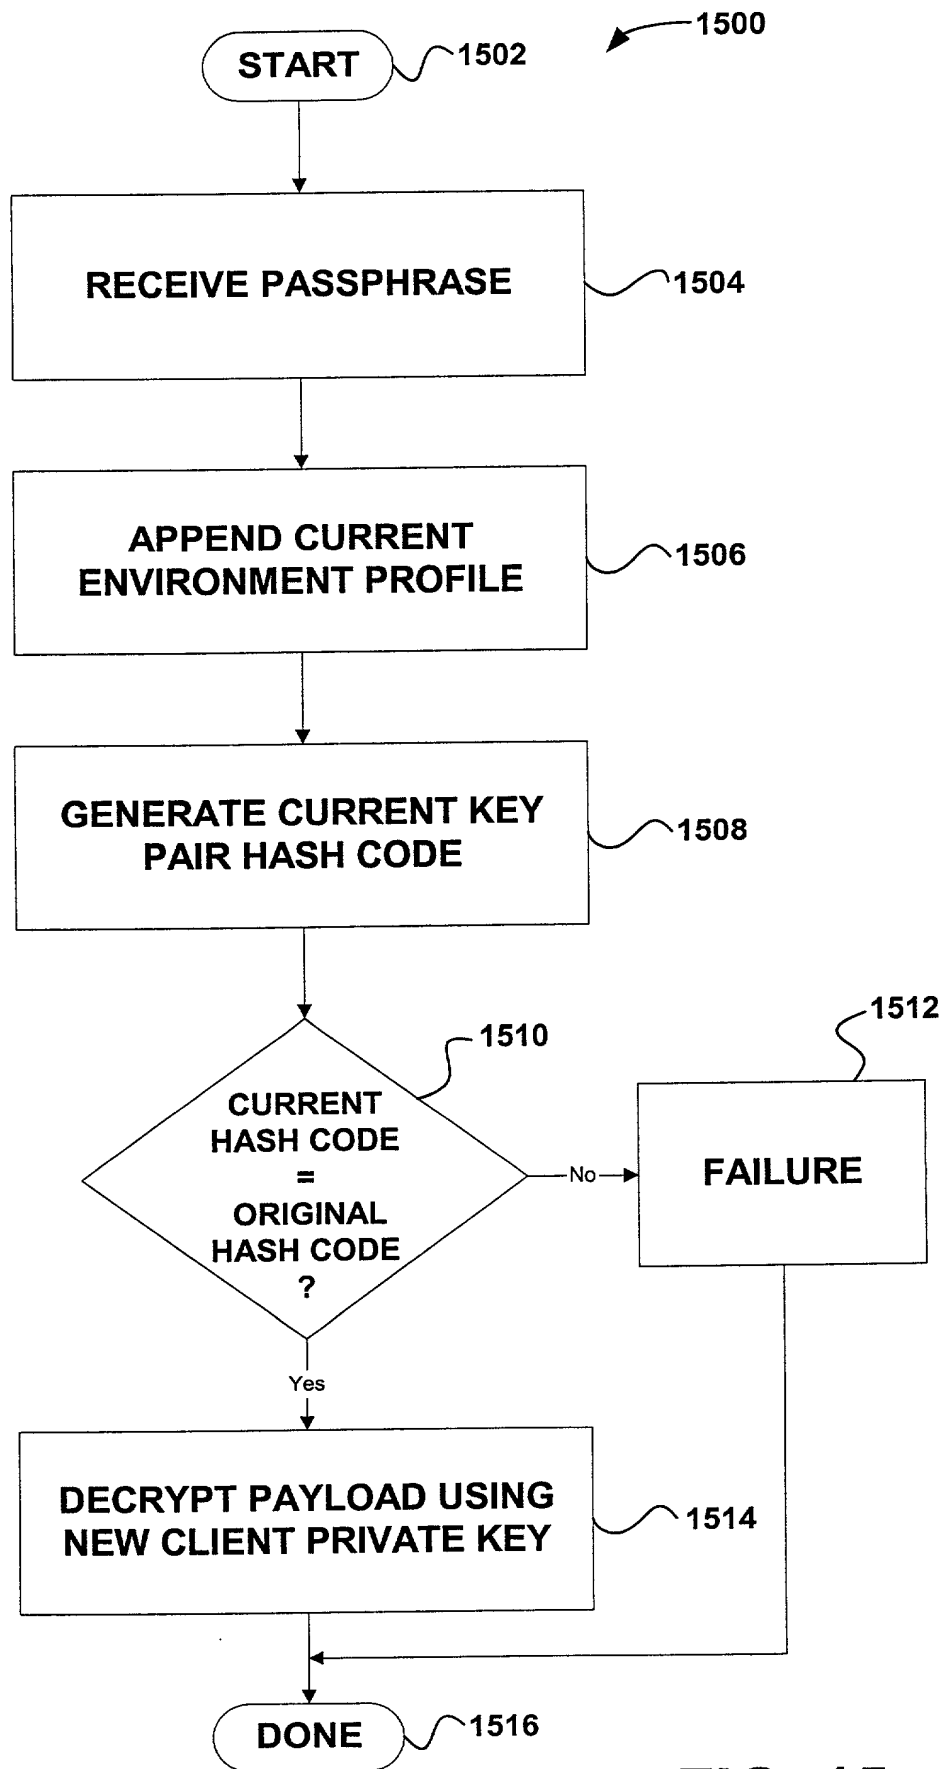 1500
START
1502
RECEIVE PASSPHRASE
1504
APPEND CURRENT
ENVIRONMENT PROFILE
1506
GENERATE CURRENT KEY
PAIR HASH CODE
1508
1510
CURRENT
HASH CODE
=
ORIGINAL
HASH CODE
?
No
1512
FAILURE
Yes
DECRYPT PAYLOAD USING
NEW CLIENT PRIVATE KEY
1514
DONE
1516